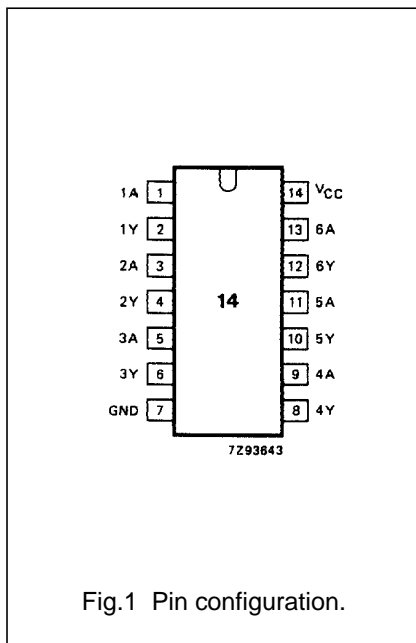 1A 1 14 VCC
1Y 2 13 6A
2A 3 12 6Y
2Y 4 14 11 5A
3A 5 10 5Y
3Y 6 9 4A
GND 7 8 4Y
7Z93643
Fig.1 Pin configuration.